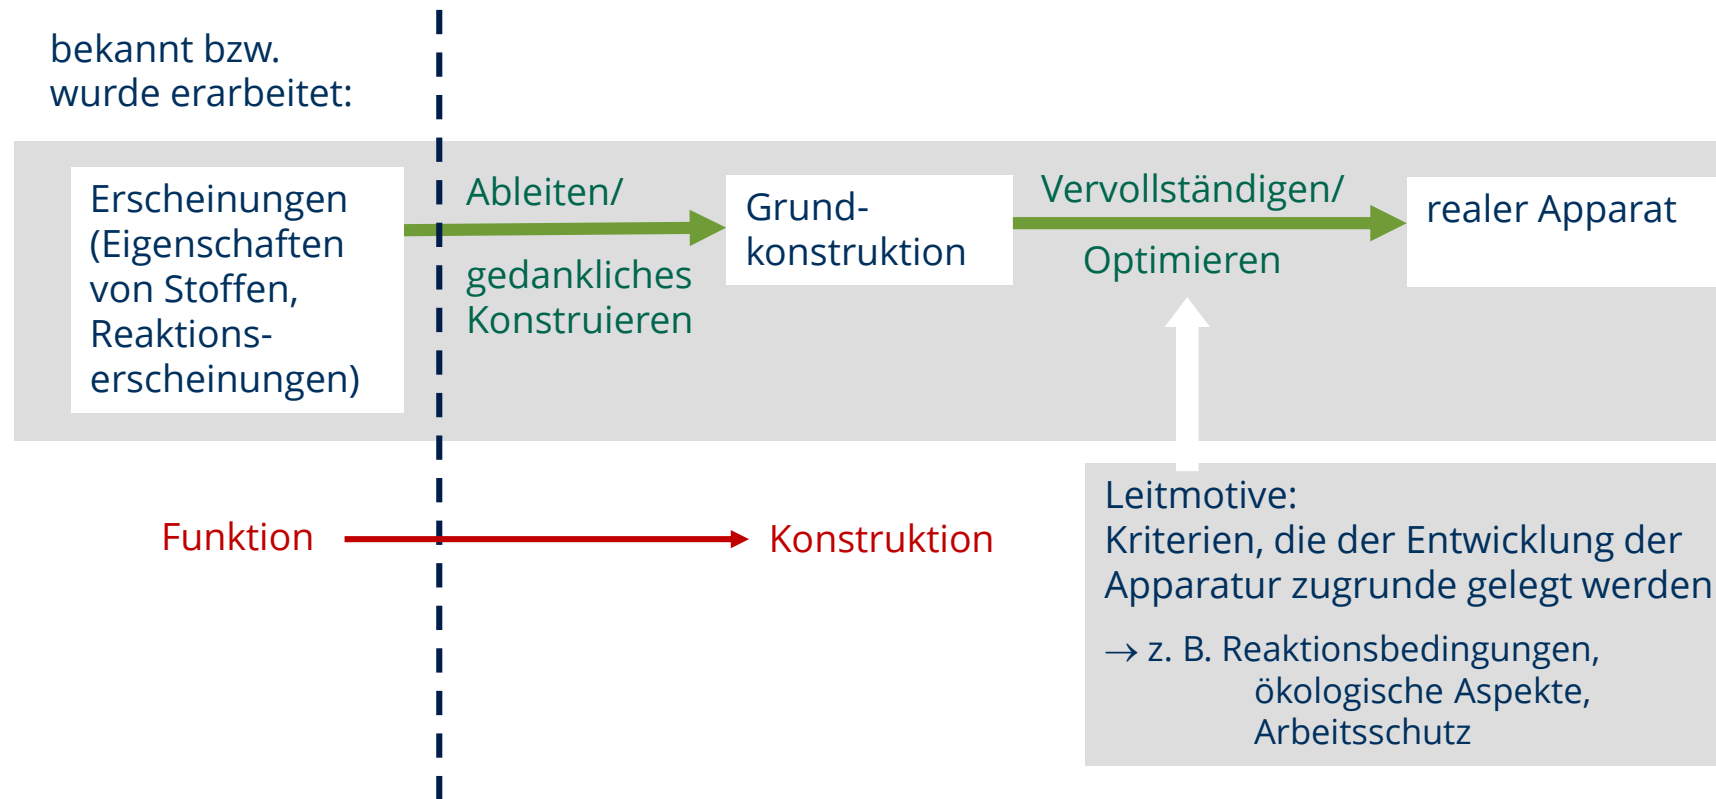 bekannt bzw.
wurde erarbeitet:
Erscheinungen
(Eigenschaften
von Stoffen,
Reaktions-
erscheinungen)
Ableiten/
gedankliches
Konstruieren
Grund-
konstruktion
Vervollständigen/
Optimieren
realer Apparat
Funktion
Konstruktion
Leitmotive:
Kriterien, die der Entwicklung der
Apparatur zugrunde gelegt werden
→ z. B. Reaktionsbedingungen,
ökologische Aspekte,
Arbeitsschutz